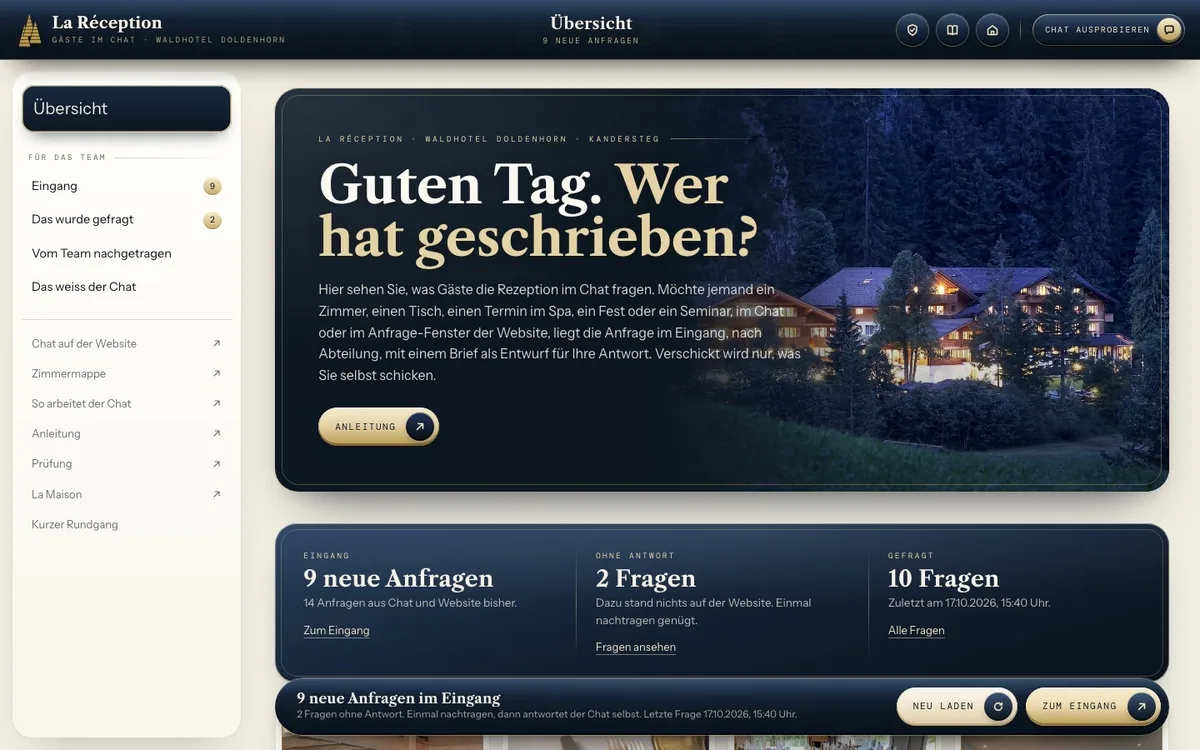 La Réception
GÄSTE IM CHAT · WALDHOTEL DOLDENHORN
Übersicht
9 NEUE ANFRAGEN
CHAT AUSPROBIEREN
Übersicht
FÜR DAS TEAM
Eingang
9
Das wurde gefragt
2
Vom Team nachgetragen
Das weiss der Chat
Chat auf der Website
Zimmermappe
So arbeitet der Chat
Anleitung
Prüfung
La Maison
Kurzer Rundgang
LA RÉCEPTION · WALDHOTEL DOLDENHORN · KANDERSTEG
Guten Tag. Wer
hat geschrieben?
Hier sehen Sie, was Gäste die Rezeption im Chat fragen. Möchte jemand ein
Zimmer, einen Tisch, einen Termin im Spa, ein Fest oder ein Seminar, im Chat
oder im Anfrage-Fenster der Website, liegt die Anfrage im Eingang, nach
Abteilung, mit einem Brief als Entwurf für Ihre Antwort. Verschickt wird nur, was
Sie selbst schicken.
ANLEITUNG
EINGANG
9 neue Anfragen
14 Anfragen aus Chat und Website bisher.
Zum Eingang
OHNE ANTWORT
2 Fragen
Dazu stand nichts auf der Website. Einmal
nachtragen genügt.
Fragen ansehen
GEFRAGT
10 Fragen
Zuletzt am 17.10.2026, 15:40 Uhr.
Alle Fragen
9 neue Anfragen im Eingang
2 Fragen ohne Antwort. Einmal nachtragen, dann antwortet der Chat selbst. Letzte Frage 17.10.2026, 15:40 Uhr.
NEU LADEN
ZUM EINGANG